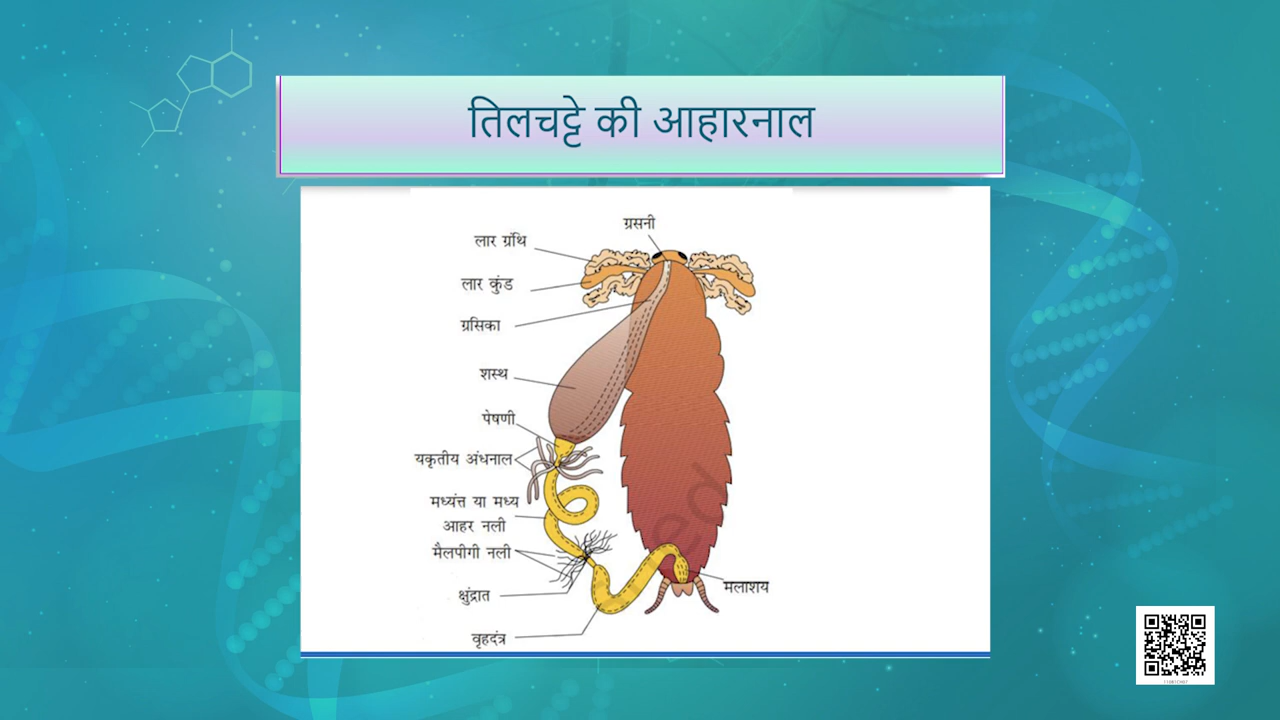 तिलचट्टे की आहारनाल
ग्रसनी
लार ग्रंथि
लार कुंड
ग्रसिका
शस्थ
पेषणी
यकृतीय अंधनाल
मध्यंत्त या मध्य
आहर नली
मैलपीगी नली
क्षुंद्रात
मलाशय
वृहदंत्र